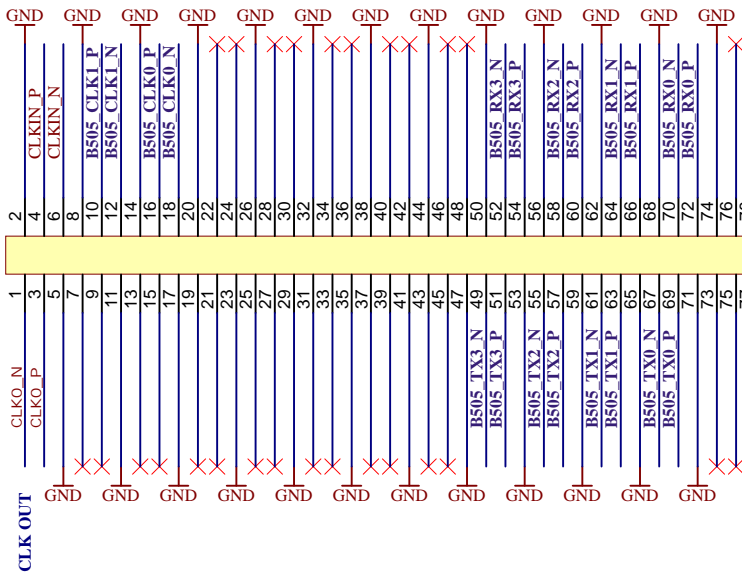 GND GND GND GND GND GND GND GND GND GND GND GND GND
CLKIN_P
CLKIN_N
B505_CLK1_P
B505_CLK1_N
B505_CLK0_P
B505_CLK0_N
B505_RX3_N
B505_RX3_P
B505_RX2_N
B505_RX2_P
B505_RX1_N
B505_RX1_P
B505_RX0_N
B505_RX0_P
2 4 6 8 10 12 14 16 18 20 22 24 26 28 30 32 34 36 38 40 42 44 46 48 50 52 54 56 58 60 62 64 66 68 70 72 74 76
1 3 5 7 9 11 13 15 17 19 21 23 25 27 29 31 33 35 37 39 41 43 45 47 49 51 53 55 57 59 61 63 65 67 69 71 73 75
CLKO_N
CLKO_P
B505_TX3_N
B505_TX3_P
B505_TX2_N
B505_TX2_P
B505_TX1_N
B505_TX1_P
B505_TX0_N
B505_TX0_P
GND GND GND GND GND GND GND GND GND GND GND GND
CLK OUT